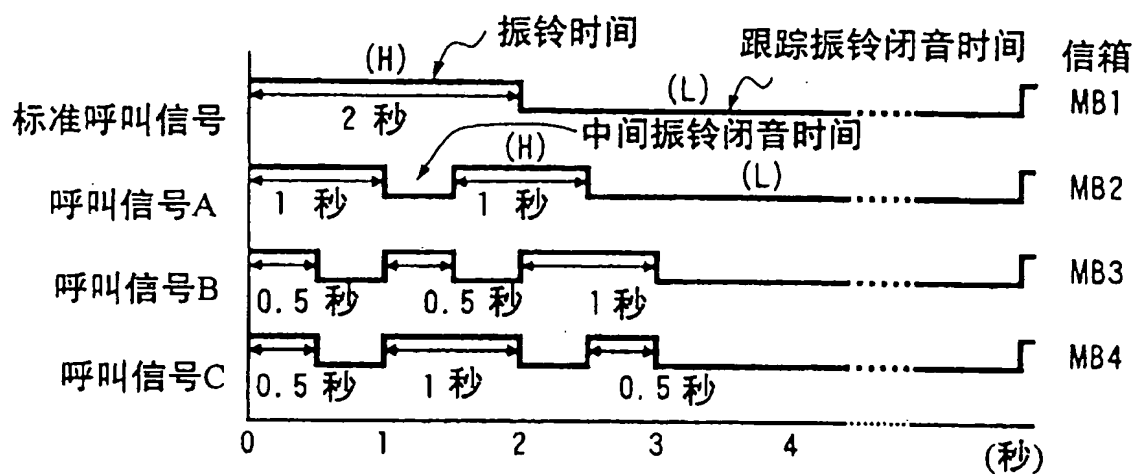 振铃时间
跟踪振铃闭音时间
信箱
(H)
(L)
标准呼叫信号
2 秒
MB1
中间振铃闭音时间
(H)
(L)
呼叫信号A
1 秒
1 秒
MB2
呼叫信号B
0.5 秒
0.5 秒
1秒
MB3
呼叫信号C
0.5 秒
1秒
0.5 秒
MB4
0 1 2 3 4 (秒)